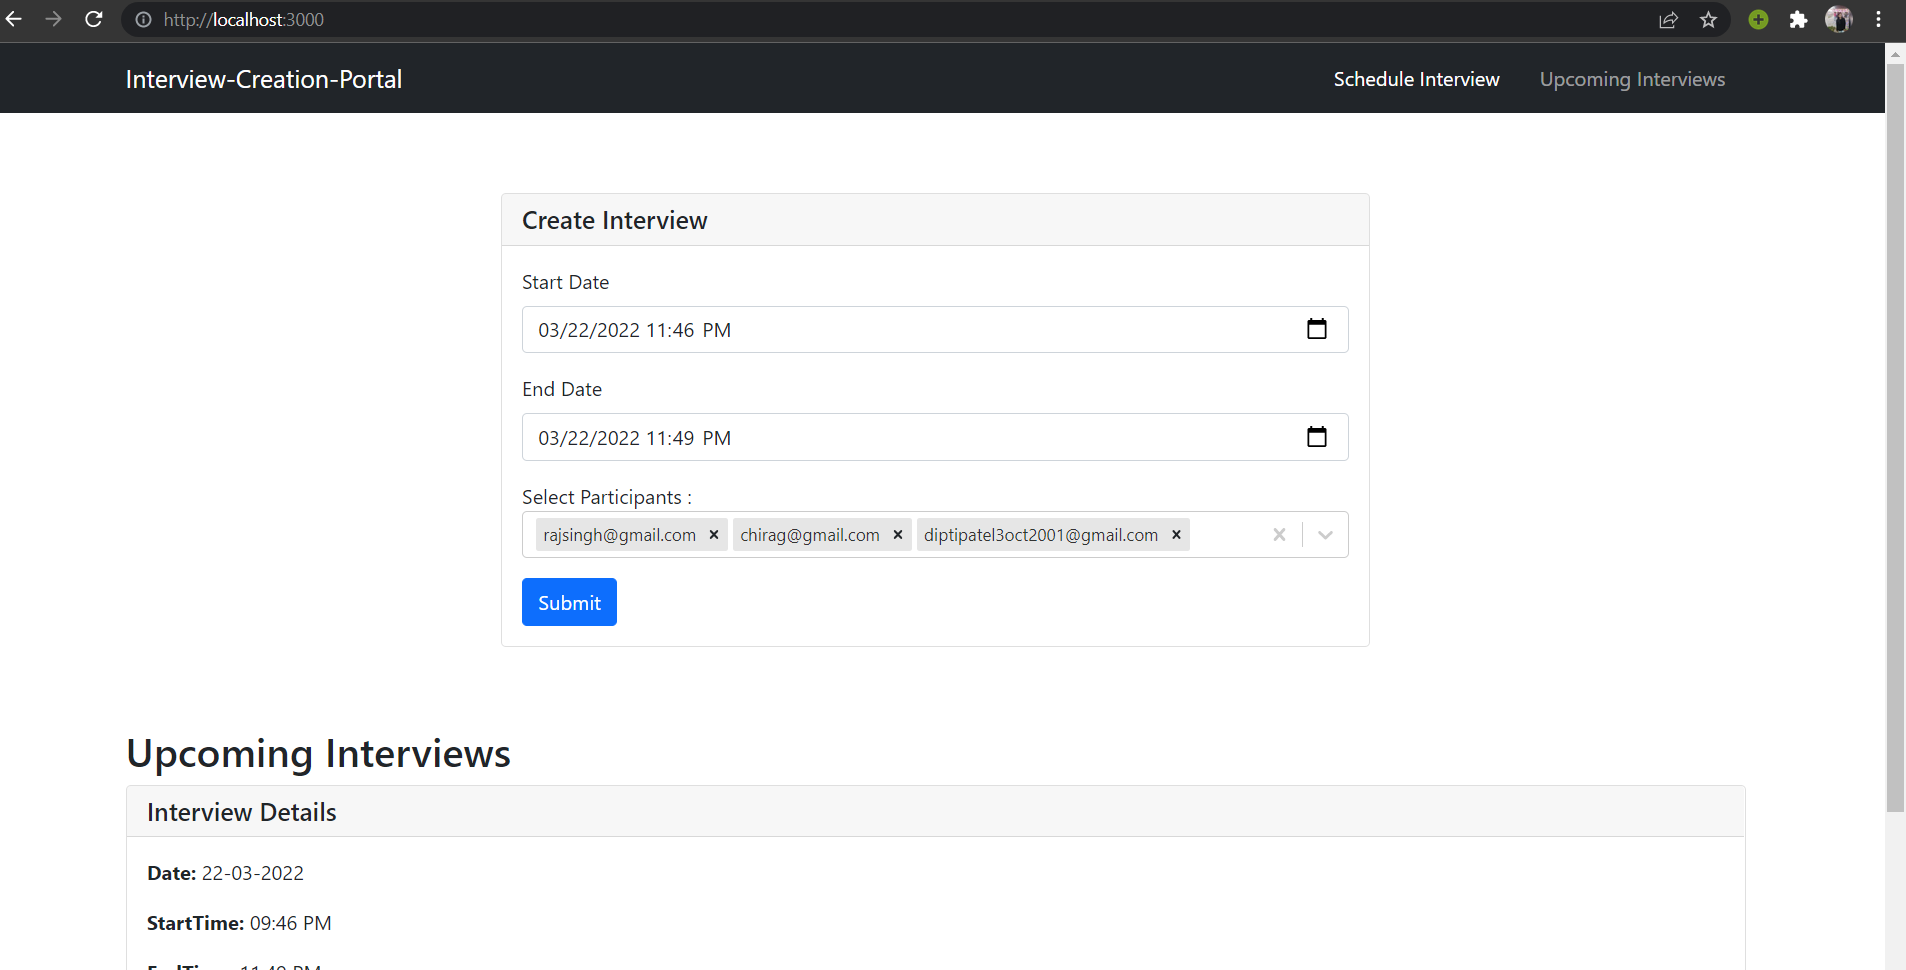 http://localhost:3000
Interview-Creation-Portal Schedule Interview Upcoming Interviews
Create Interview
Start Date
03/22/2022 11:46 PM
End Date
03/22/2022 11:49 PM
Select Participants :
rajsingh@gmail.com chirag@gmail.com diptipatel3oct2001@gmail.com
Submit
Upcoming Interviews
Interview Details
Date: 22-03-2022
StartTime: 09:46 PM